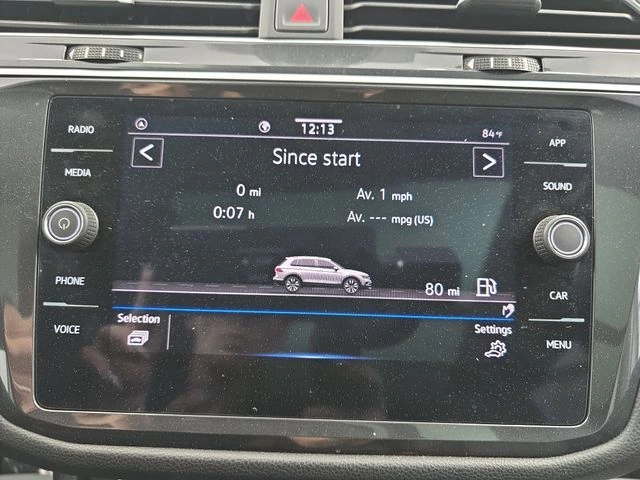 RADIO
MEDIA
PHONE
VOICE
12:13
84°F
Since start
0 mi
Av. 1 mph
0:07 h
Av. --- mpg (US)
80 mi
Selection
Settings
APP
SOUND
CAR
MENU